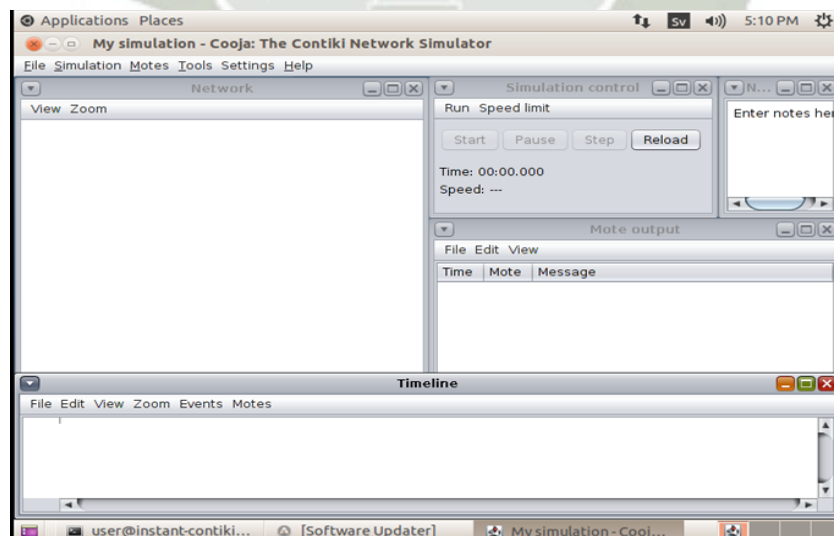 Applications Places Sv 5:10 PM
My simulation - Cooja: The Contiki Network Simulator
File Simulation Motes Tools Settings Help
Network
View Zoom
Simulation control
Run Speed limit
Start Pause Step Reload
Time: 00:00.000
Speed: ---
N...
Enter notes her
Mote output
File Edit View
Time Mote Message
Timeline
File Edit View Zoom Events Motes
user@instant-contiki... [Software Updater] My simulation - Cooj...